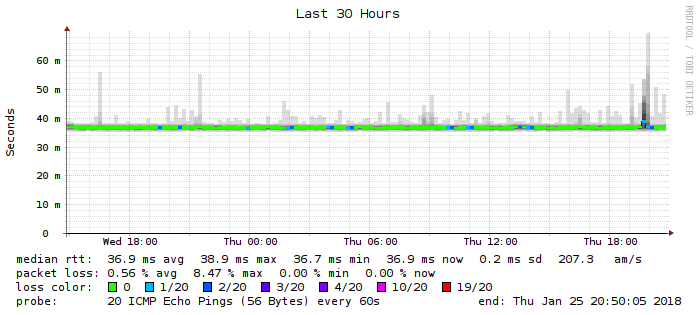 Last 30 Hours
RRDTOOL / TOBI OETIKER
Seconds
60 m
50 m
40 m
30 m
20 m
10 m
0
Wed 18:00 Thu 00:00 Thu 06:00 Thu 12:00 Thu 18:00
median rtt: 36.9 ms avg 38.9 ms max 36.7 ms min 36.9 ms now 0.2 ms sd 207.3 am/s
packet loss: 0.56 % avg 8.47 % max 0.00 % min 0.00 % now
loss color: 0 1/20 2/20 3/20 4/20 10/20 19/20
probe: 20 ICMP Echo Pings (56 Bytes) every 60s end: Thu Jan 25 20:50:05 2018